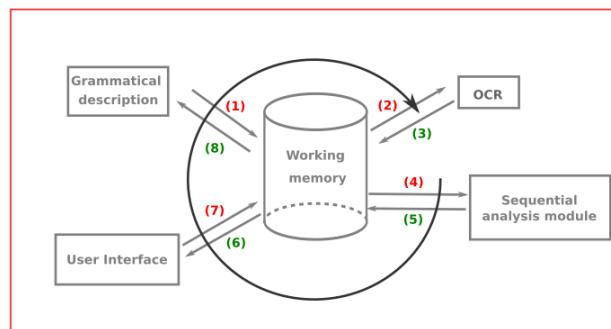 Grammatical
description
(1)
(8)
(2)
(3)
OCR
Working
memory
(4)
(5)
Sequential
analysis module
(7)
(6)
User Interface